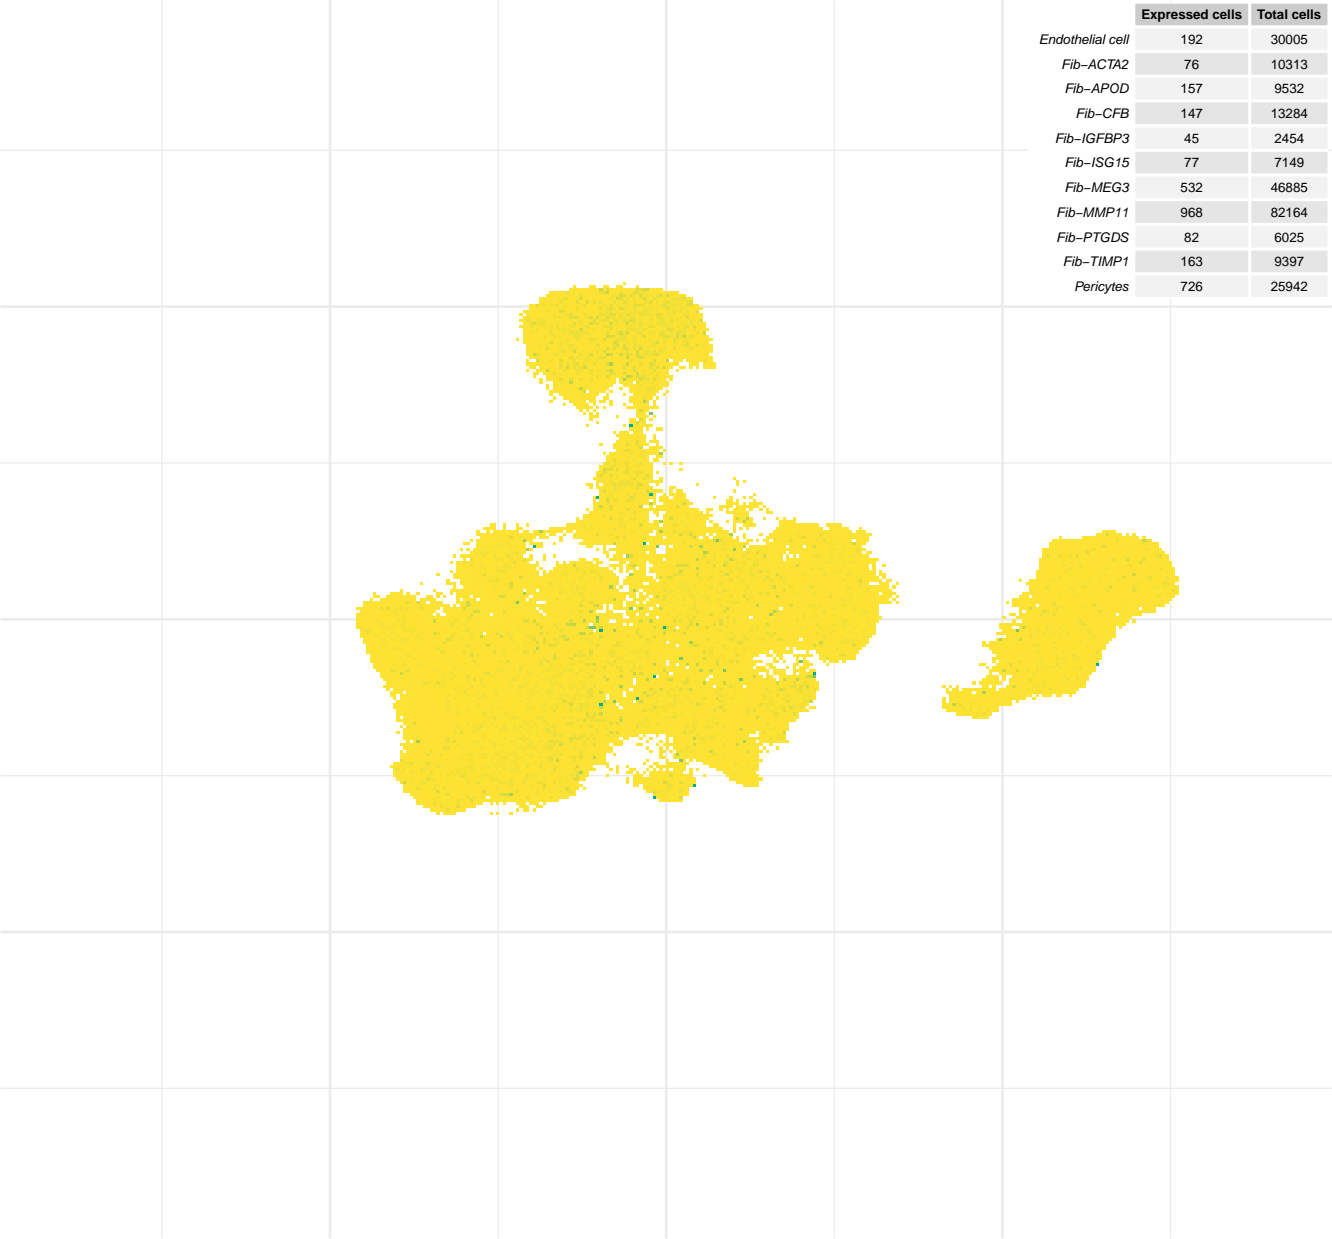 Expressed cells Total cells
Endothelial cell 192 30005
Fib−ACTA2 76 10313
Fib−APOD 157 9532
Fib−CFB 147 13284
Fib−IGFBP3 45 2454
Fib−ISG15 77 7149
Fib−MEG3 532 46885
Fib−MMP11 968 82164
Fib−PTGDS 82 6025
Fib−TIMP1 163 9397
Pericytes 726 25942